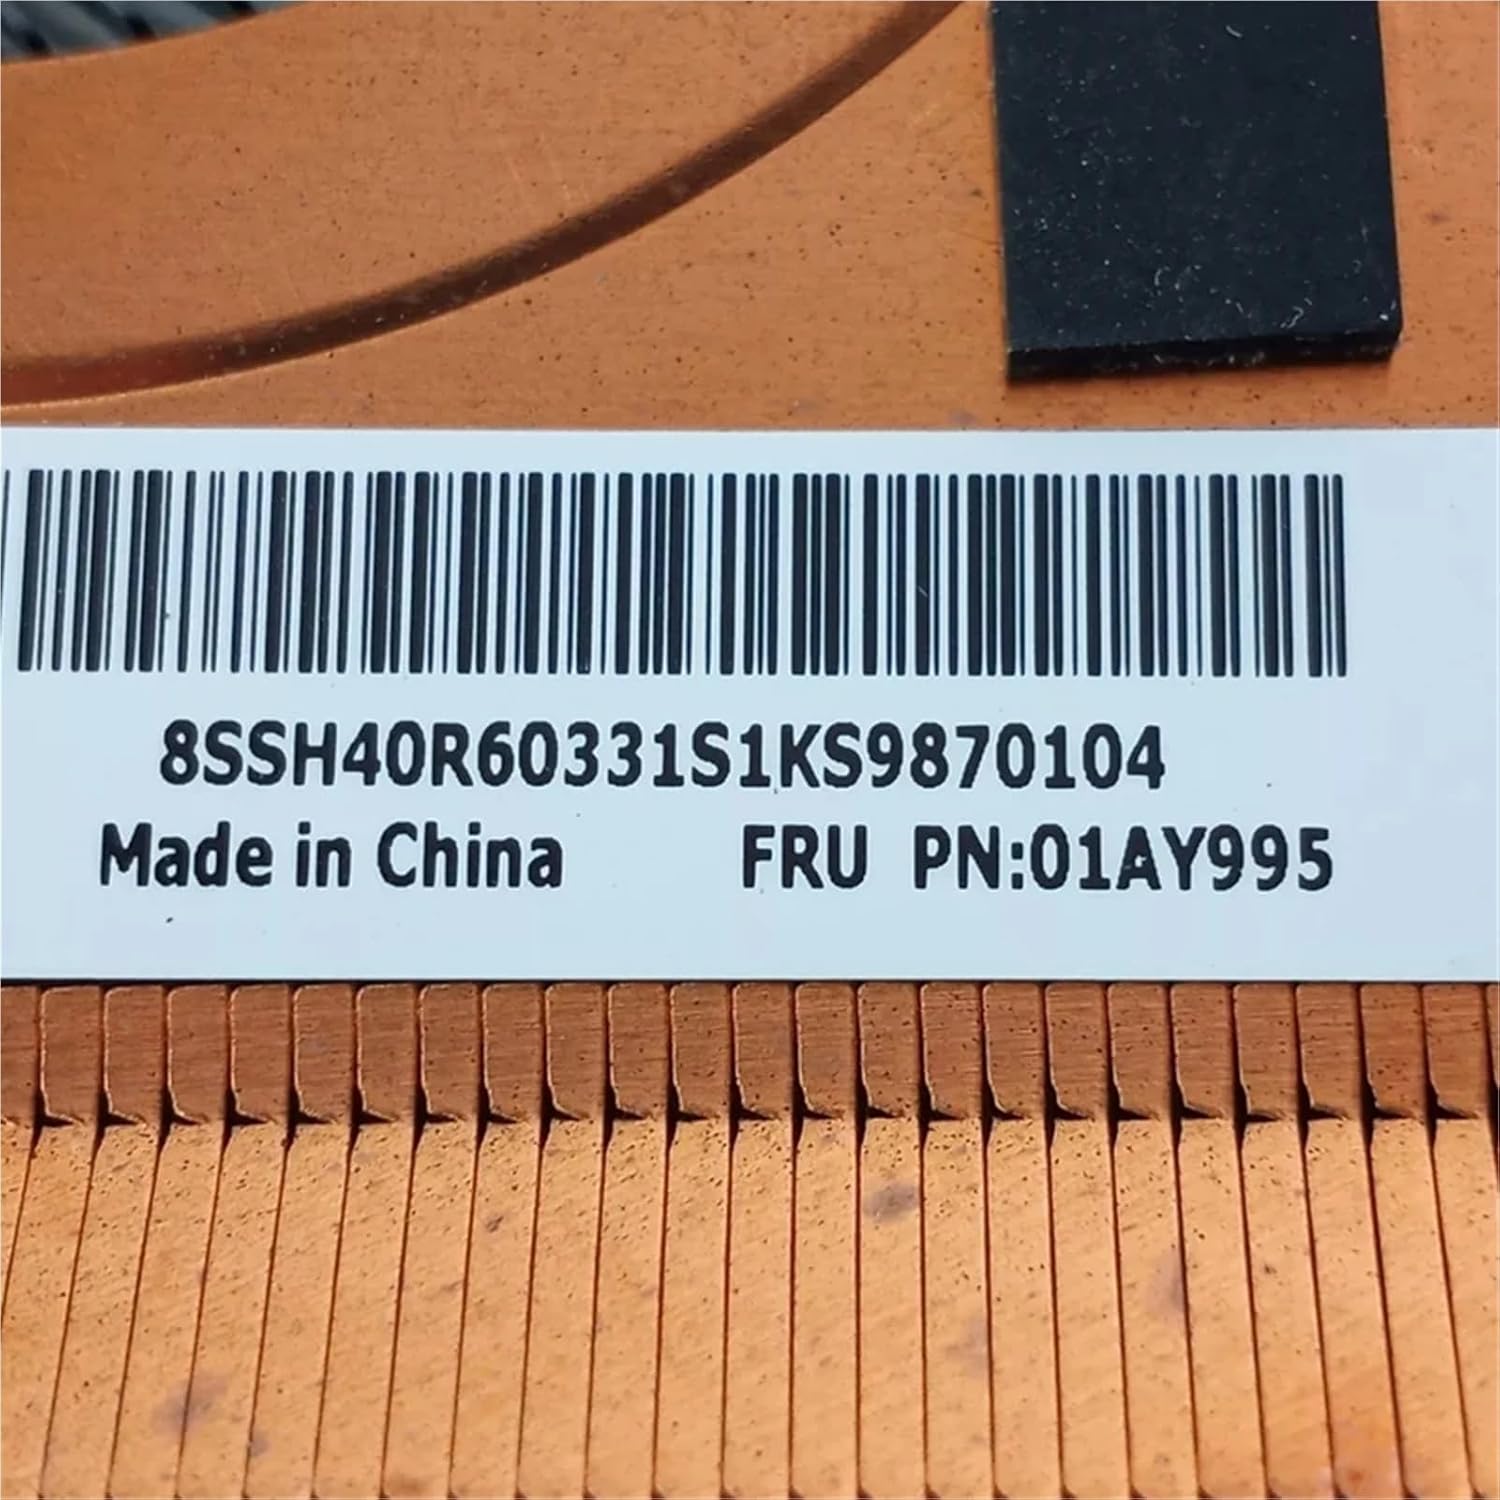 8SSH40R60331S1KS9870104
Made in China FRU PN:01AY995